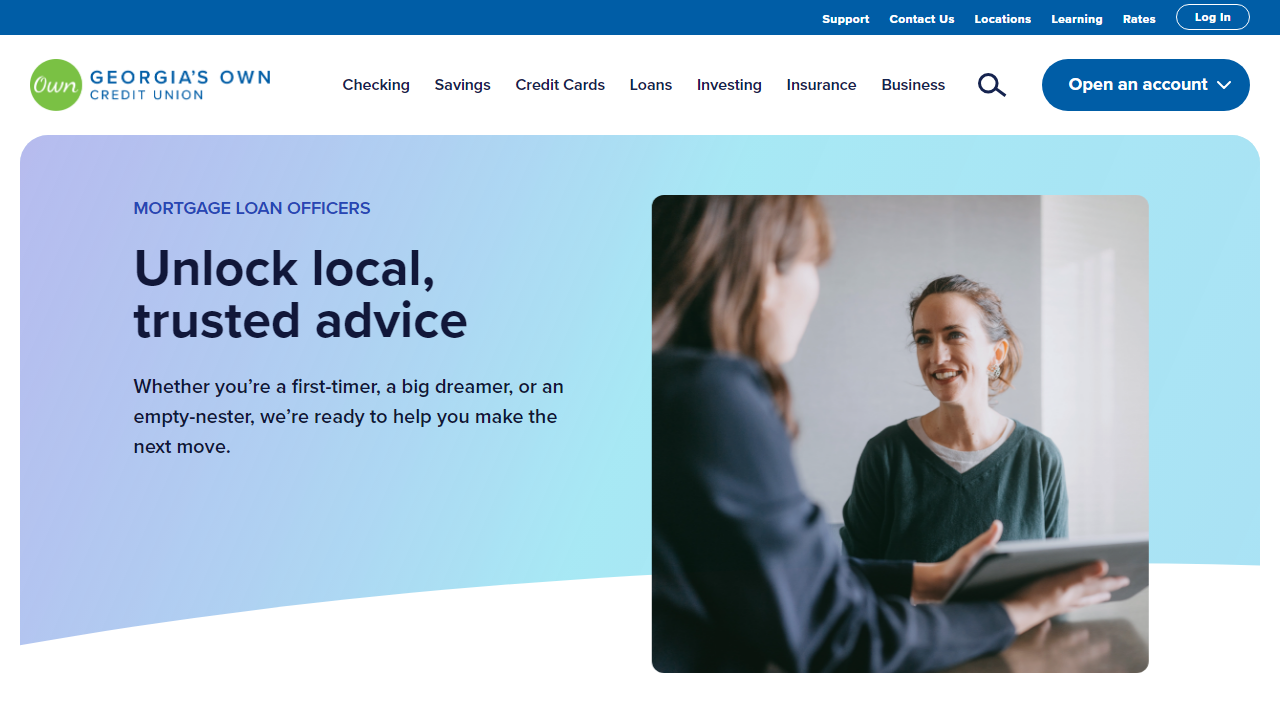 Support Contact Us Locations Learning Rates Log In
Own GEORGIA'S OWN
CREDIT UNION
Checking Savings Credit Cards Loans Investing Insurance Business Open an account
MORTGAGE LOAN OFFICERS
Unlock local,
trusted advice
Whether you’re a first-timer, a big dreamer, or an
empty-nester, we’re ready to help you make the
next move.